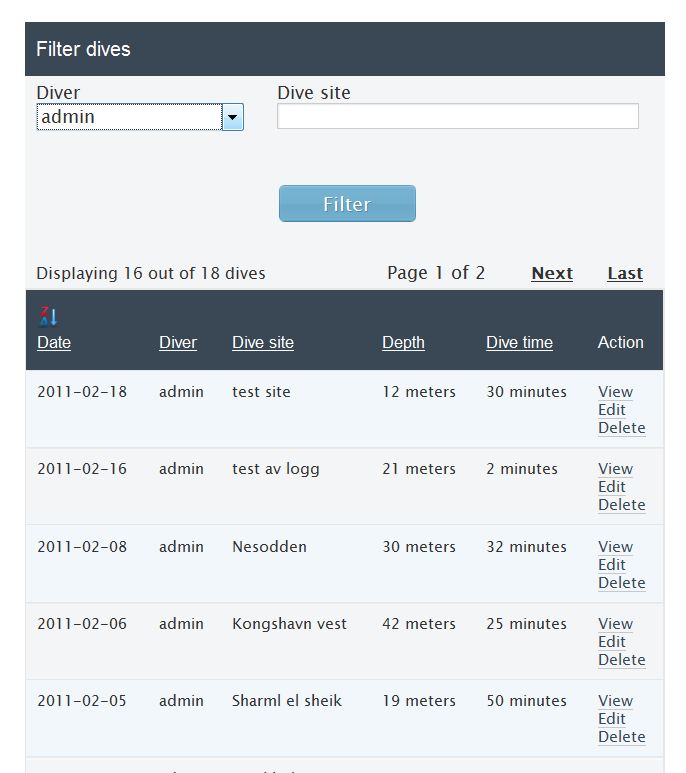 Filter dives
Diver Dive site
admin
Filter
Displaying 16 out of 18 dives Page 1 of 2 Next Last
Date Diver Dive site Depth Dive time Action
2011-02-18 admin test site 12 meters 30 minutes View
Edit
Delete
2011-02-16 admin test av logg 21 meters 2 minutes View
Edit
Delete
2011-02-08 admin Nesodden 30 meters 32 minutes View
Edit
Delete
2011-02-06 admin Kongshavn vest 42 meters 25 minutes View
Edit
Delete
2011-02-05 admin Sharml el sheik 19 meters 50 minutes View
Edit
Delete